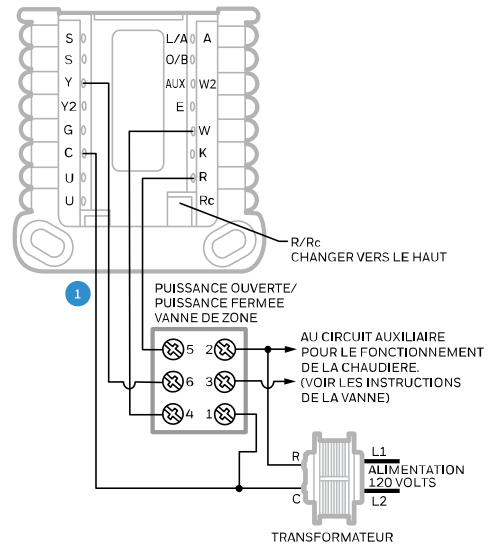 S L/A A
S O/B
Y AUX W2
Y2 E
G W
C K
U R
U Rc
R/Rc
CHANGER VERS LE HAUT
1
PUISSANCE OUVERTE/
PUISSANCE FERMEE
VANNE DE ZONE
5 2
6 3
4 1
AU CIRCUIT AUXILIAIRE
POUR LE FONCTIONNEMENT
DE LA CHAUDIERE.
(VOIR LES INSTRUCTIONS
DE LA VANNE)
R L1
ALIMENTATION
120 VOLTS
C L2
TRANSFORMATEUR